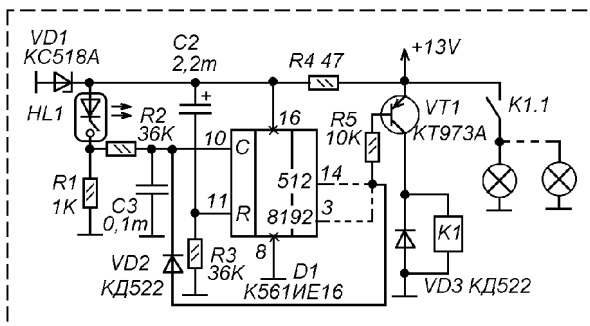 VD1
КС518А
C2
2,2m
+
R4 47
+13V
HL1
R2
36K
16
R5
10K
VT1
КТ973А
K1.1
10
C
512
14
R1
1K
C3
0,1m
11
R
8192
3
8
K1
VD2
КД522
R3
36K
D1
К561ИЕ16
VD3 КД522